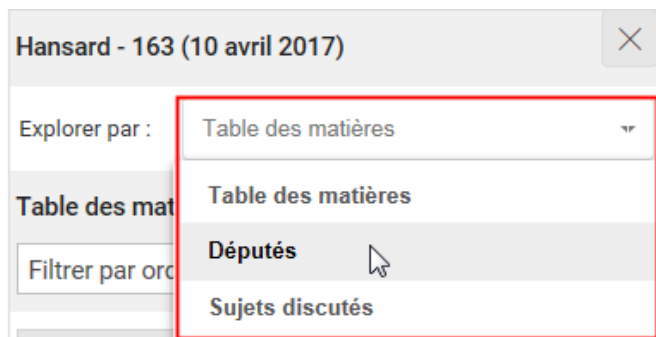 Hansard - 163 (10 avril 2017)
Explorer par :
Table des matières
Table des matières
Table des mat
Députés
Filtrer par ord
Sujets discutés